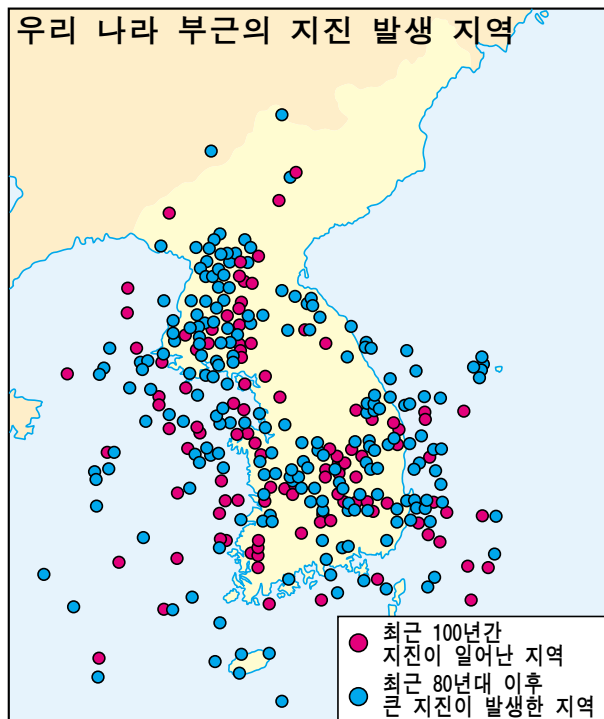 우리 나라 부근의 지진 발생 지역
최근 100년간
지진이 일어난 지역
최근 80년대 이후
큰 지진이 발생한 지역